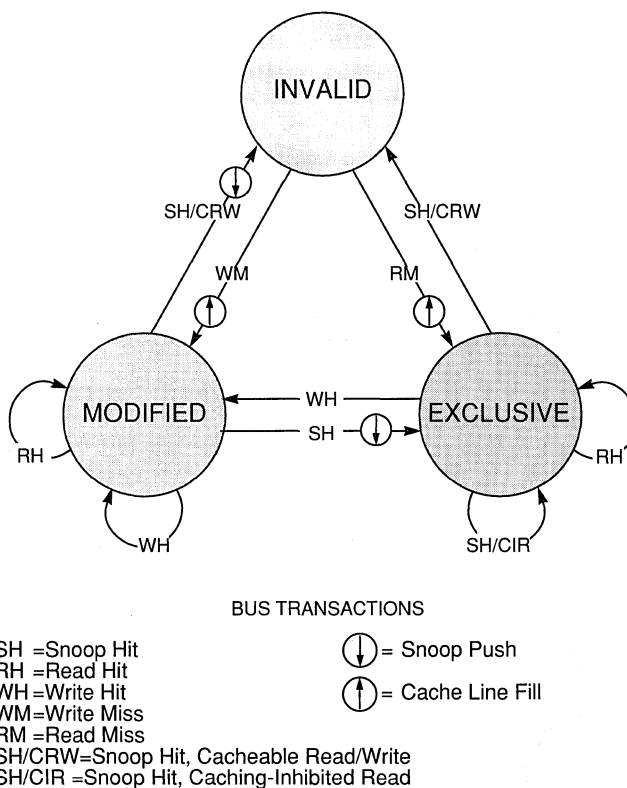 INVALID
SH/CRW
SH/CRW
WM
RM
MODIFIED
WH
EXCLUSIVE
SH
RH
RH
WH
SH/CIR
BUS TRANSACTIONS
SH =Snoop Hit
= Snoop Push
RH =Read Hit
WH=Write Hit
= Cache Line Fill
WM=Write Miss
RM=Read Miss
SH/CRW=Snoop Hit, Cacheable Read/Write
SH/CIR =Snoop Hit, Caching-Inhibited Read